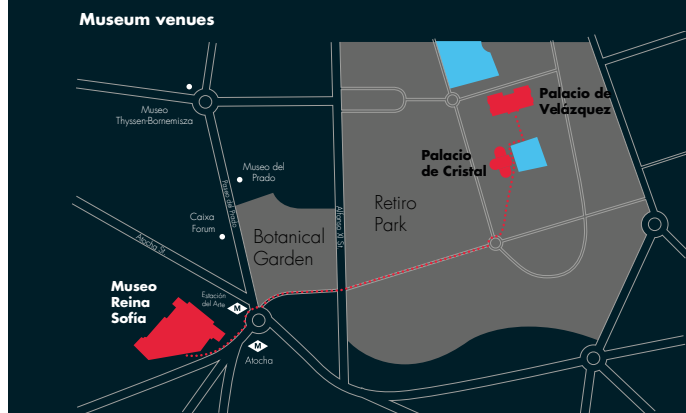 Museum venues
Museo
Thyssen-Bornemisza
Palacio de
Velázquez
Palacio
de Cristal
Museo del
Prado
Paseo del Prado
Caixa
Forum
Retiro
Park
Alfonso XI St.
Botanical
Garden
Atocha St.
Museo
Reina
Sofía
Estación
del Arte
M
M
Atocha